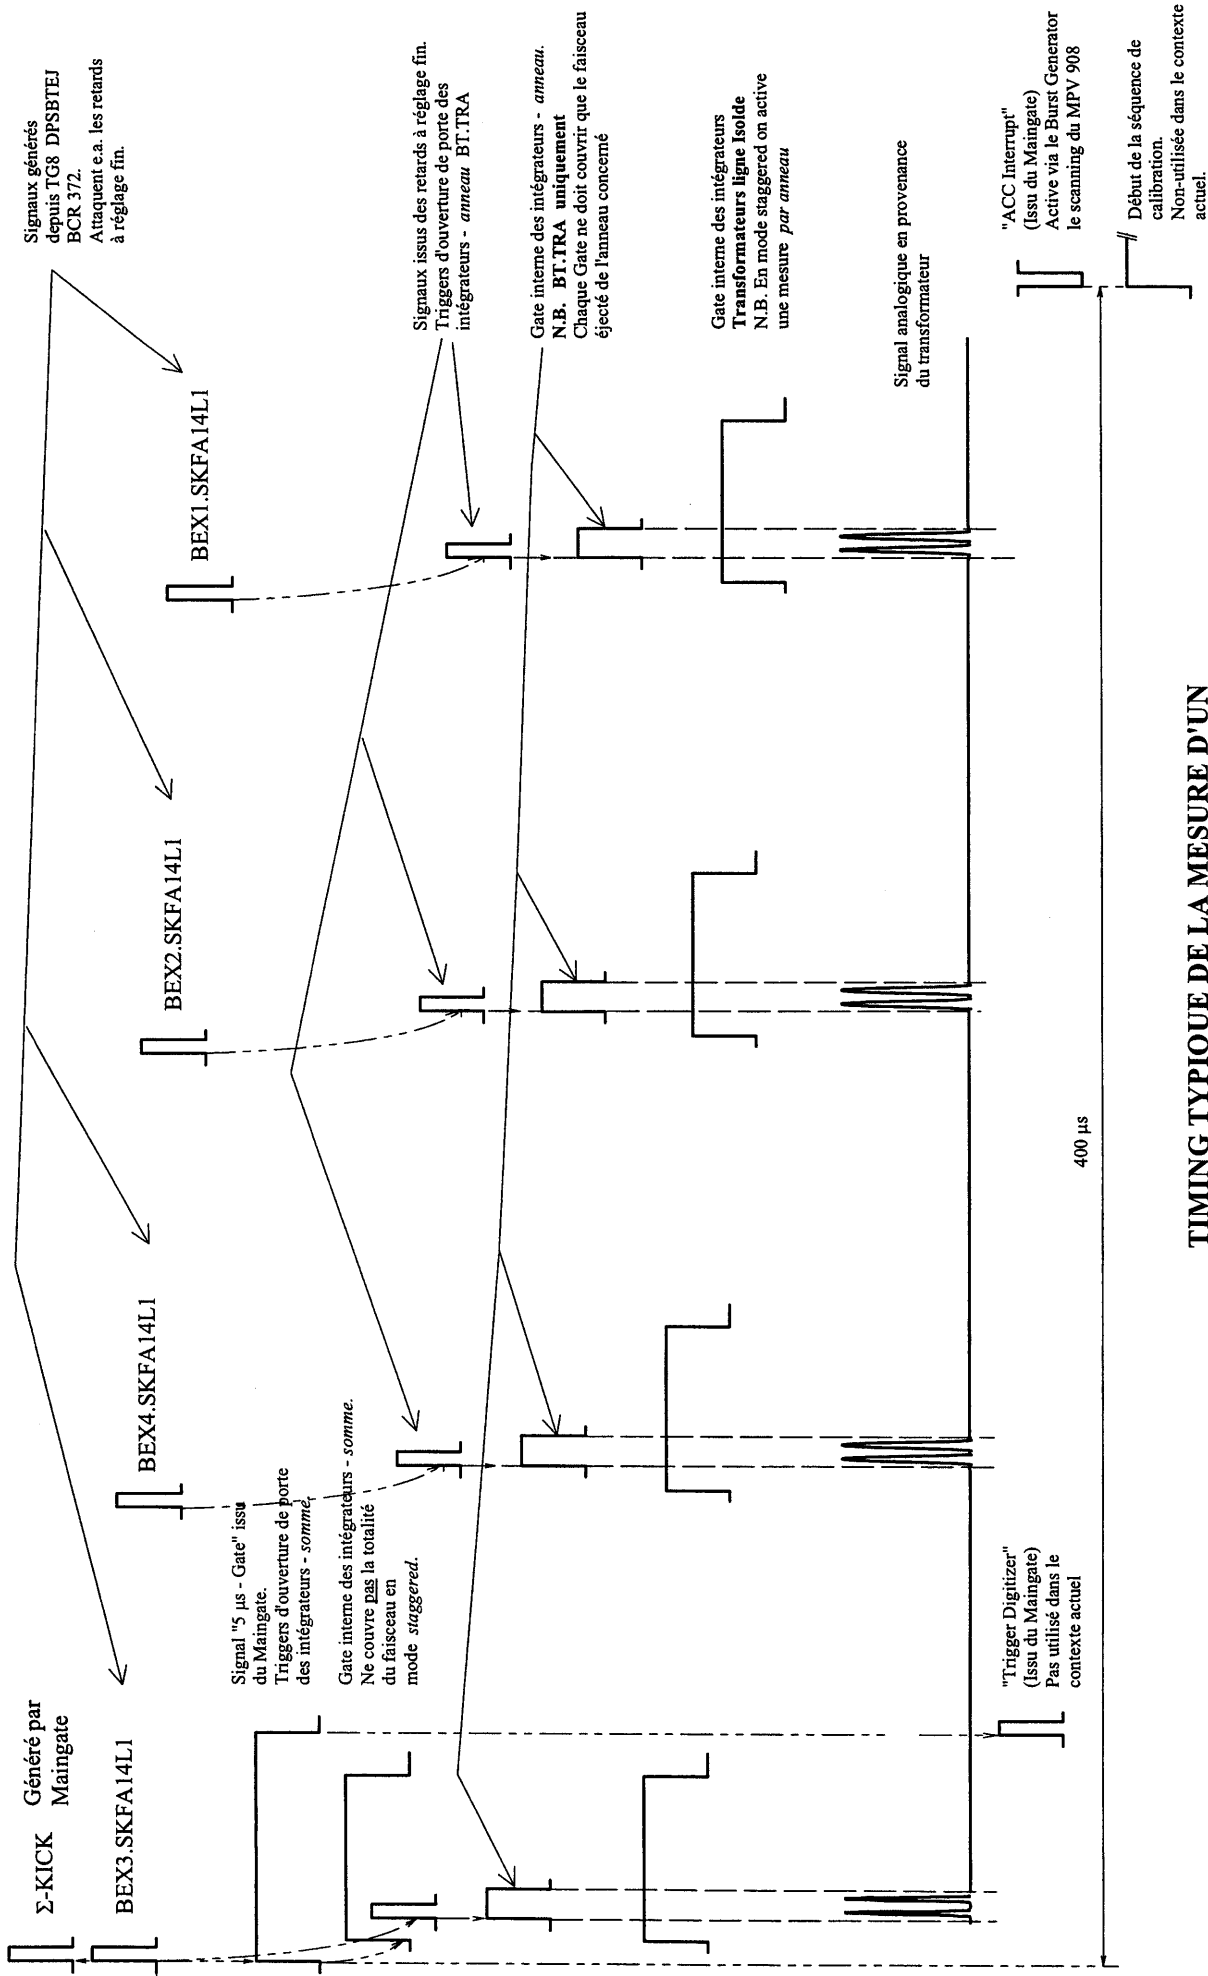 Σ-KICK
Généré par
Maingate
BEX3.SKFA14L1
BEX4.SKFA14L1
BEX2.SKFA14L1
BEX1.SKFA14L1
Signaux générés
depuis TG8 DPSBTEJ
BCR 372.
Attaquent e.a. les retards
à réglage fin.
Signal "5 µs - Gate" issu
du Maingate.
Triggers d'ouverture de porte
des intégrateurs - somme.
Signaux issus des retards à réglage fin.
Triggers d'ouverture de porte des
intégrateurs - anneau BT.TRA
Gate interne des intégrateurs - somme.
Ne couvre pas la totalité
du faisceau en
mode staggered.
Gate interne des intégrateurs - anneau.
N.B. BT.TRA uniquement
Chaque Gate ne doit couvrir que le faisceau
éjecté de l'anneau concerné
Gate interne des intégrateurs
Transformateurs ligne Isolde
N.B. En mode staggered on active
une mesure par anneau
Signal analogique en provenance
du transformateur
"Trigger Digitizer"
(Issu du Maingate)
Pas utilisé dans le
contexte actuel
"ACC Interrupt"
(Issu du Maingate)
Active via le Burst Generator
le scanning du MPV 908
400 µs
Début de la séquence de
calibration.
Non-utilisée dans le contexte
actuel.
TIMING TYPIQUE DE LA MESURE D'UN